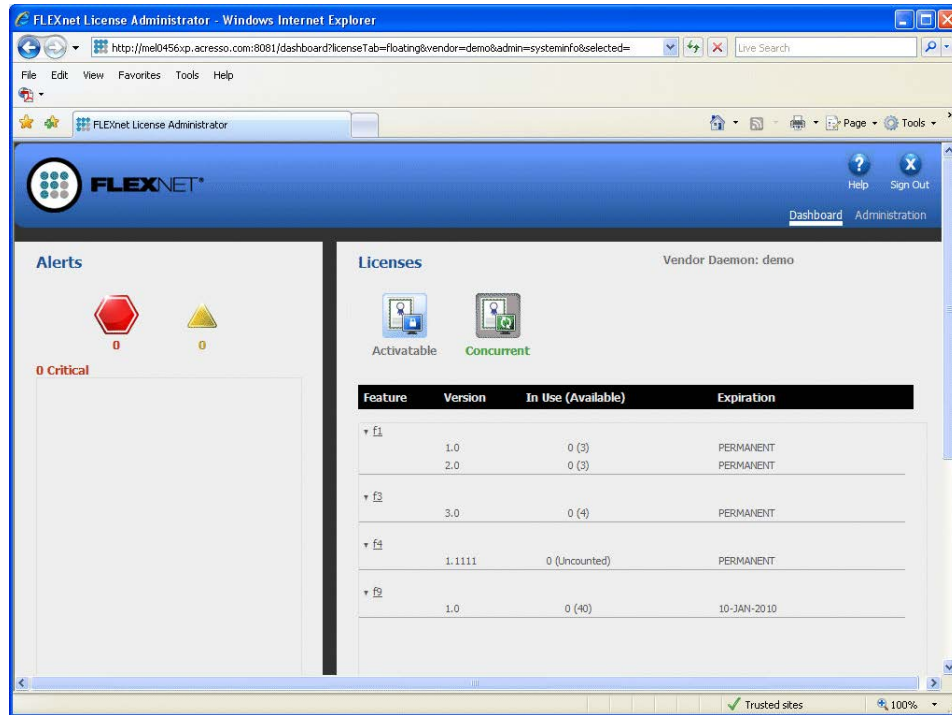 FLEXnet License Administrator - Windows Internet Explorer
http://mel0456xp.acresso.com:8081/dashboard?licenseTab=floating&vendor=demo&admin=systeminfo&selected=
Live Search
File Edit View Favorites Tools Help
FLEXnet License Administrator
Page Tools
FLEXNET
Help Sign Out
Dashboard Administration
Alerts
0 0
0 Critical
Licenses
Vendor Daemon: demo
Activatable Concurrent
Feature Version In Use (Available) Expiration
f1
1.0 0 (3) PERMANENT
2.0 0 (3) PERMANENT
f3
3.0 0 (4) PERMANENT
f4
1.1111 0 (Uncounted) PERMANENT
f9
1.0 0 (40) 10-JAN-2010
Trusted sites 100%